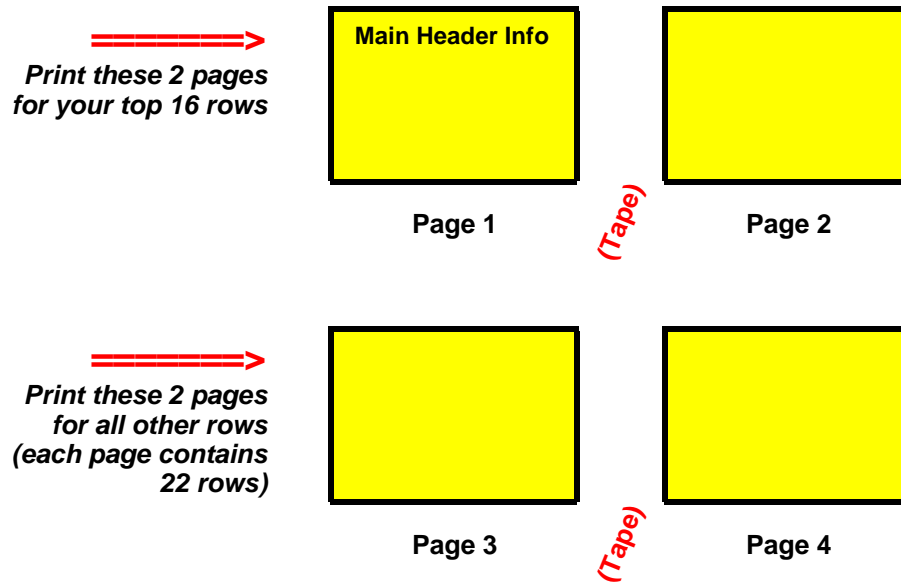 =======>
Print these 2 pages
for your top 16 rows
Main Header Info
Page 1
(Tape)
Page 2
=======>
Print these 2 pages
for all other rows
(each page contains
22 rows)
Page 3
(Tape)
Page 4